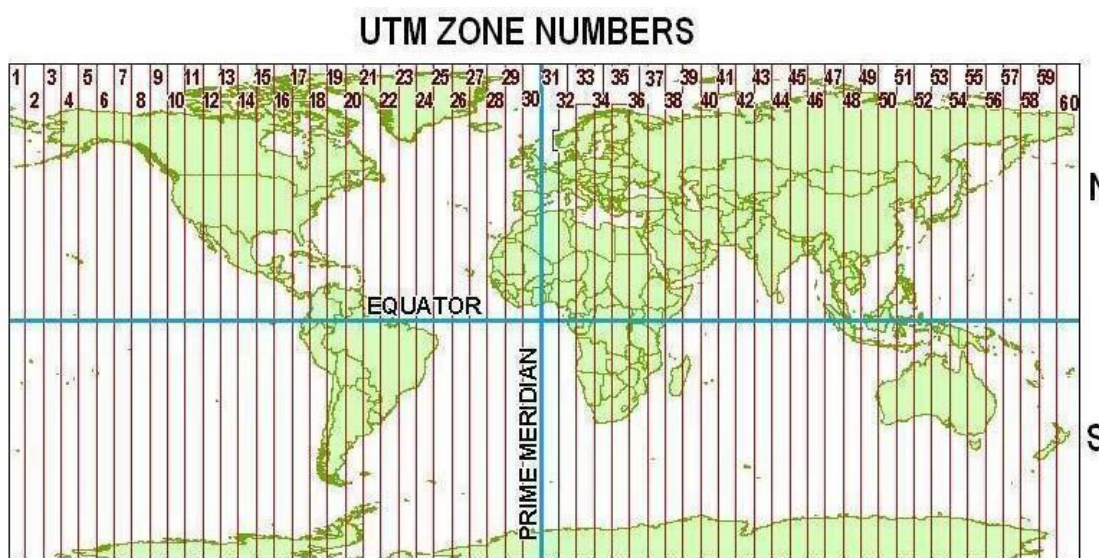 UTM ZONE NUMBERS
1 3 5 7 9 11 13 15 17 19 21 23 25 27 29 31 33 35 37 39 41 43 45 47 49 51 53 55 57 59
2 4 6 8 10 12 14 16 18 20 22 24 26 28 30 32 34 36 38 40 42 44 46 48 50 52 54 56 58 60
N
EQUATOR
PRIME MERIDIAN
S